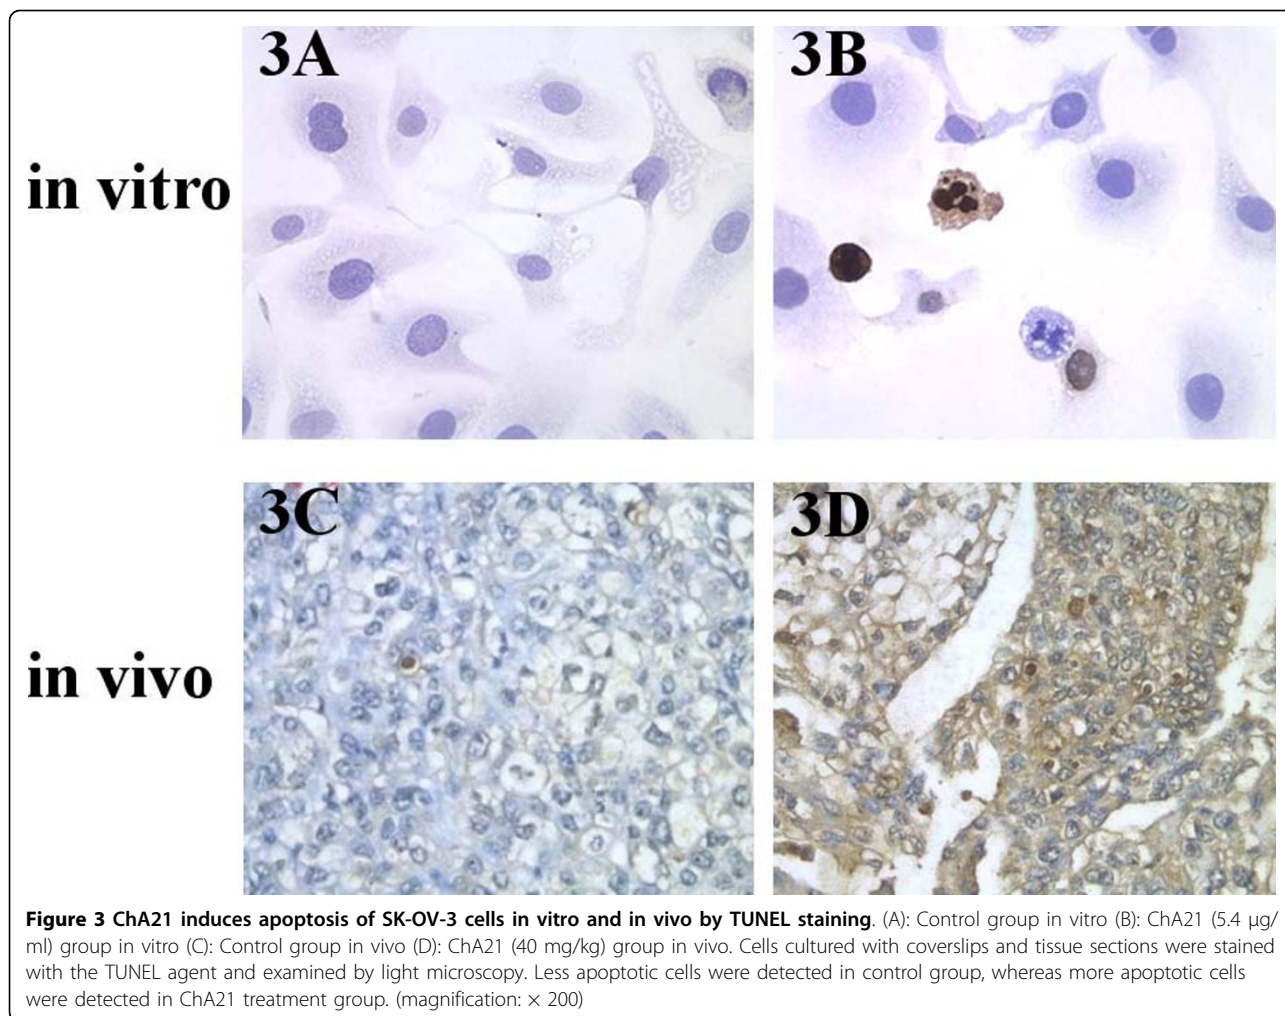 3A
3B
in vitro
3C
3D
in vivo
Figure 3 ChA21 induces apoptosis of SK-OV-3 cells in vitro and in vivo by TUNEL staining. (A): Control group in vitro (B): ChA21 (5.4 μg/
ml) group in vitro (C): Control group in vivo (D): ChA21 (40 mg/kg) group in vivo. Cells cultured with coverslips and tissue sections were stained
with the TUNEL agent and examined by light microscopy. Less apoptotic cells were detected in control group, whereas more apoptotic cells
were detected in ChA21 treatment group. (magnification: × 200)